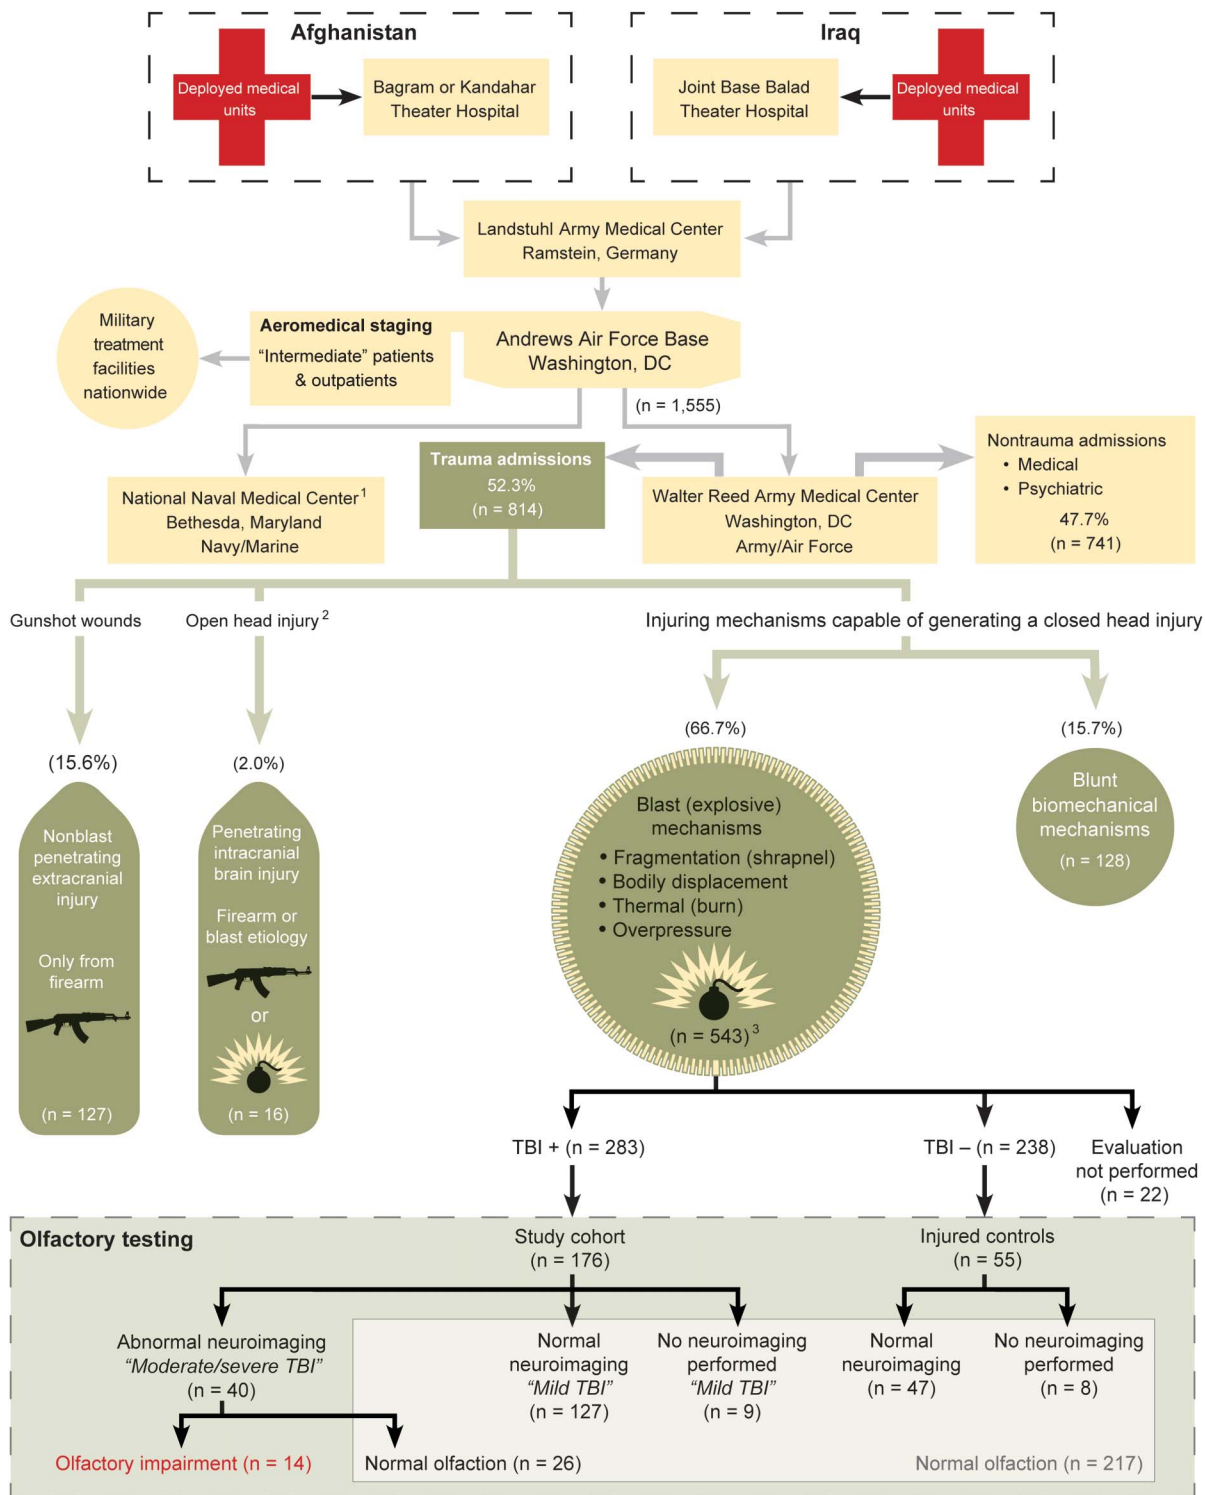 Afghanistan
Deployed medical
units
Bagram or Kandahar
Theater Hospital
Iraq
Joint Base Balad
Theater Hospital
Deployed medical
units
Landstuhl Army Medical Center
Ramstein, Germany
Military
treatment
facilities
nationwide
Aeromedical staging
“Intermediate” patients
& outpatients
Andrews Air Force Base
Washington, DC
(n = 1,555)
National Naval Medical Center1
Bethesda, Maryland
Navy/Marine
Trauma admissions
52.3%
(n = 814)
Walter Reed Army Medical Center
Washington, DC
Army/Air Force
Nontrauma admissions
• Medical
• Psychiatric
47.7%
(n = 741)
Gunshot wounds
Open head injury2
Injuring mechanisms capable of generating a closed head injury
(15.6%)
Nonblast
penetrating
extracranial
injury
Only from
firearm
(n = 127)
(2.0%)
Penetrating
intracranial
brain injury
Firearm or
blast etiology
or
(n = 16)
(66.7%)
Blast (explosive)
mechanisms
• Fragmentation (shrapnel)
• Bodily displacement
• Thermal (burn)
• Overpressure
(n = 543)3
(15.7%)
Blunt
biomechanical
mechanisms
(n = 128)
TBI + (n = 283)
TBI – (n = 238)
Evaluation
not performed
(n = 22)
Olfactory testing
Study cohort
(n = 176)
Injured controls
(n = 55)
Abnormal neuroimaging
“Moderate/severe TBI”
(n = 40)
Normal
neuroimaging
“Mild TBI”
(n = 127)
No neuroimaging
performed
“Mild TBI”
(n = 9)
Normal
neuroimaging
(n = 47)
No neuroimaging
performed
(n = 8)
Olfactory impairment (n = 14)
Normal olfaction (n = 26)
Normal olfaction (n = 217)